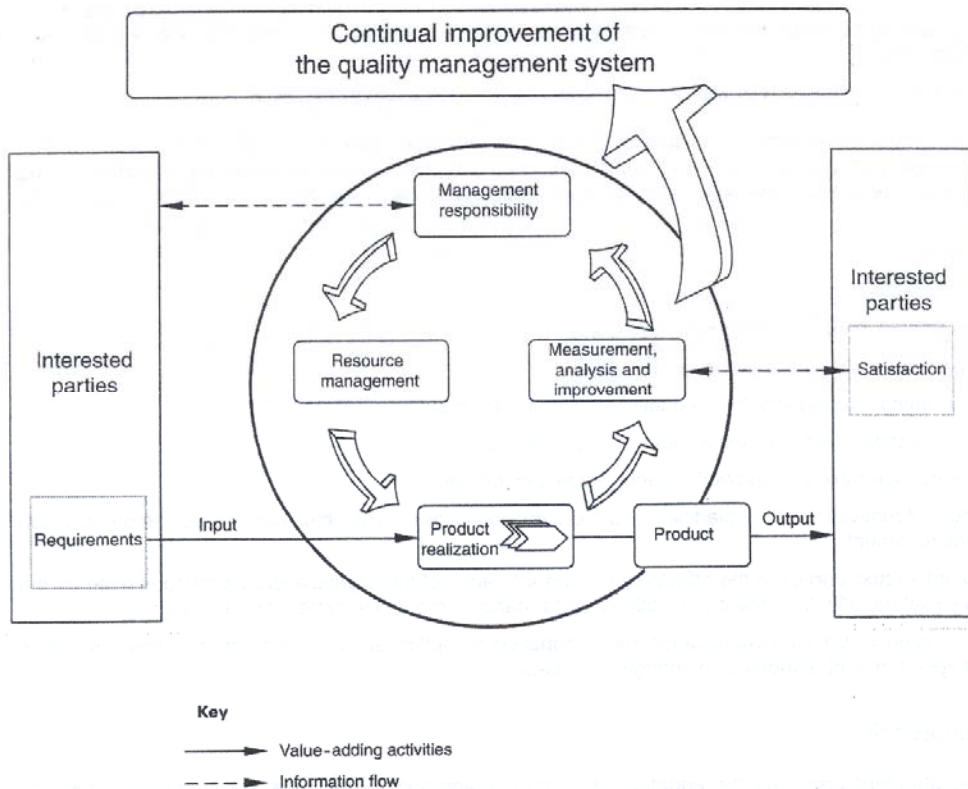 Continual improvement of
the quality management system
Management
responsibility
Interested
parties
Interested
parties
Resource
management
Measurement,
analysis and
improvement
Satisfaction
Requirements
Input
Product
realization
Product
Output
Key
Value-adding activities
Information flow